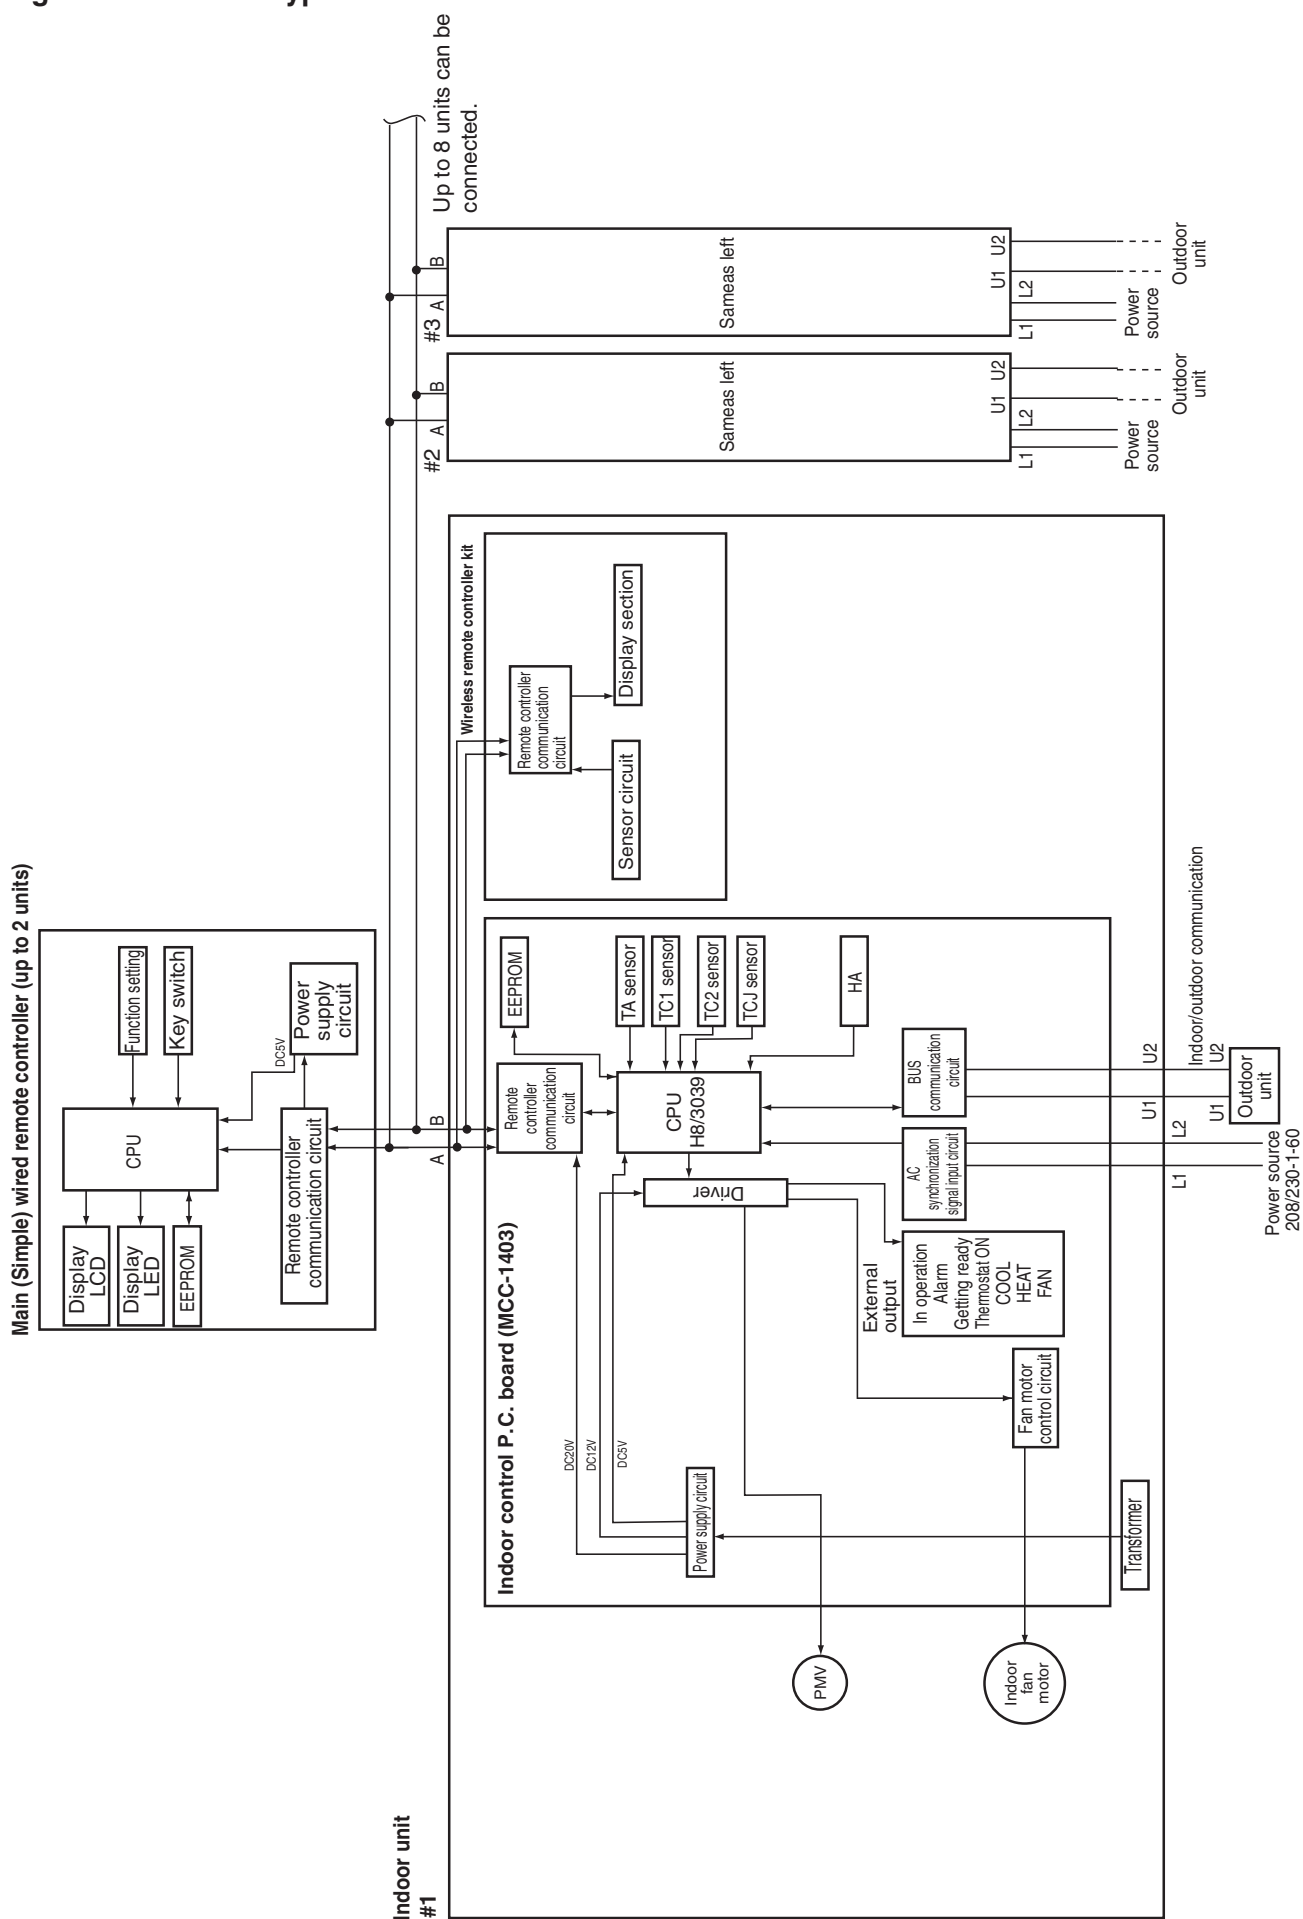 Main (Simple) wired remote controller (up to 2 units)
Display
LCD
Display
LED
EEPROM
CPU
Function setting
Key switch
DC5V
Power
supply
circuit
Remote controller
communication circuit
Up to 8 units can be
connected.
Indoor unit
#1
A
B
#2
A
B
#3
A
B
Indoor control P.C. board (MCC-1403)
Wireless remote controller kit
Remote
controller
communication
circuit
EEPROM
Remote controller
communication
circuit
Display section
Sensor circuit
DC20V
DC12V
DC5V
Power supply circuit
Driver
CPU
H8/3039
TA sensor
TC1 sensor
TC2 sensor
TCJ sensor
HA
Sameas left
Sameas left
PMV
External
output
In operation
Alarm
Getting ready
Thermostat ON
COOL
HEAT
FAN
AC
synchronization
signal input circuit
BUS
communication
circuit
Indoor
fan
motor
Fan motor
control circuit
Transformer
U1
U2
L1
L2
U1
U2
L1
L2
L1
L2
U1
U2
Indoor/outdoor communication
U1
U2
Outdoor
unit
Power source
208/230-1-60
Power
source
Outdoor
unit
Power
source
Outdoor
unit